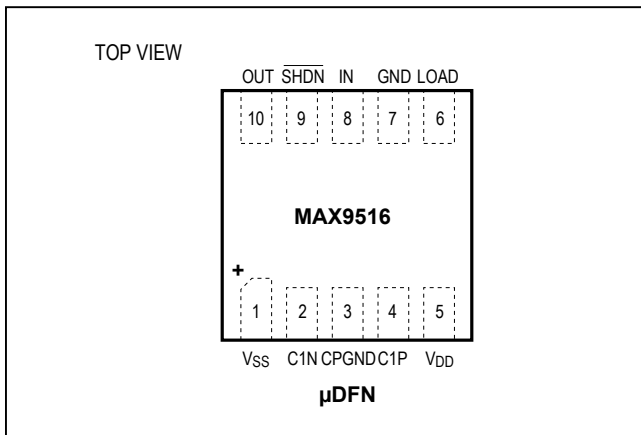 TOP VIEW
OUT SHDN IN GND LOAD
10 9 8 7 6
MAX9516
+
1 2 3 4 5
VSS C1N CPGND C1P VDD
µDFN